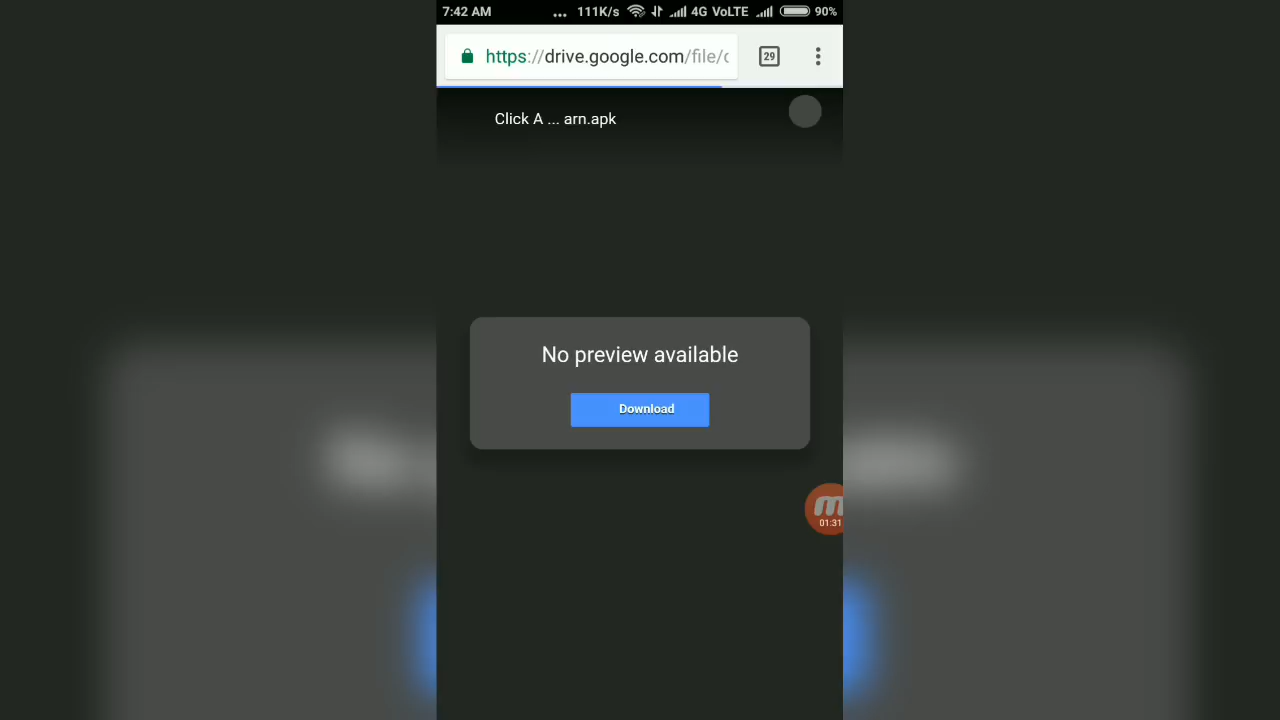 7:42 AM ... 111K/s 4G VoLTE 90%
https://drive.google.com/file/d 29
Click A ... arn.apk
No preview available
Download
m
01:31